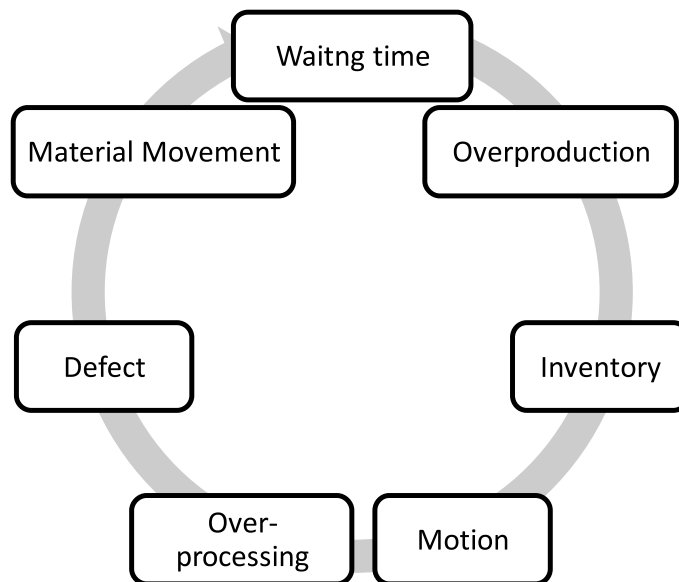 Waitng time
Overproduction
Inventory
Motion
Over-
processing
Defect
Material Movement